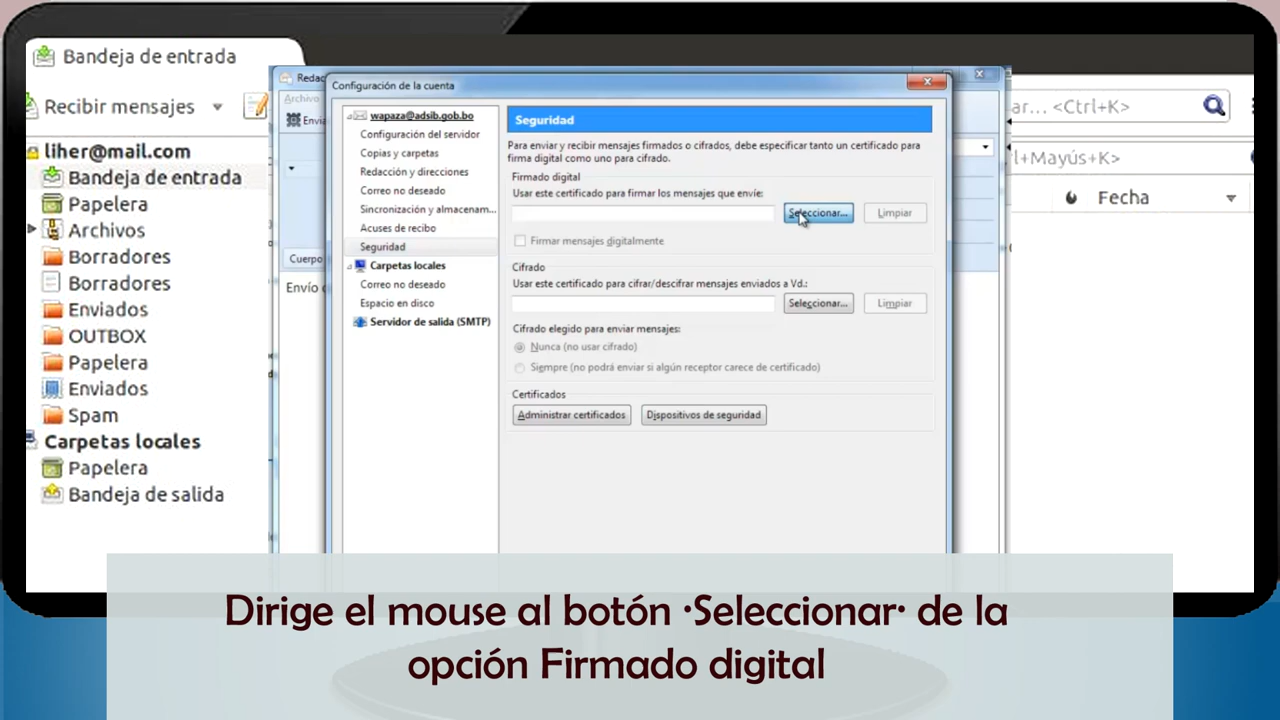 Bandeja de entrada
Recibir mensajes
liher@mail.com
Bandeja de entrada
Papelera
Archivos
Borradores
Borradores
Enviados
OUTBOX
Papelera
Enviados
Spam
Carpetas locales
Papelera
Bandeja de salida
Archivo
Cuerpo
Configuración de la cuenta
wapaza@adsib.gob.bo
Configuración del servidor
Copias y carpetas
Redacción y direcciones
Correo no deseado
Sincronización y almacenam...
Acuses de recibo
Seguridad
Carpetas locales
Correo no deseado
Espacio en disco
Servidor de salida (SMTP)
Seguridad
Para enviar y recibir mensajes firmados o cifrados, debe especificar tanto un certificado para
firma digital como uno para cifrado.
Firmado digital
Usar este certificado para firmar los mensajes que envíe:
Seleccionar... Limpiar
Firmar mensajes digitalmente
Cifrado
Usar este certificado para cifrar/descifrar mensajes enviados a Vd.:
Seleccionar... Limpiar
Cifrado elegido para enviar mensajes:
Nunca (no usar cifrado)
Siempre (no podrá enviar si algún receptor carece de certificado)
Certificados
Administrar certificados Dispositivos de seguridad
ar... <Ctrl+K>
l+Mayús+K>
Fecha
Dirige el mouse al botón ·Seleccionar· de la
opción Firmado digital